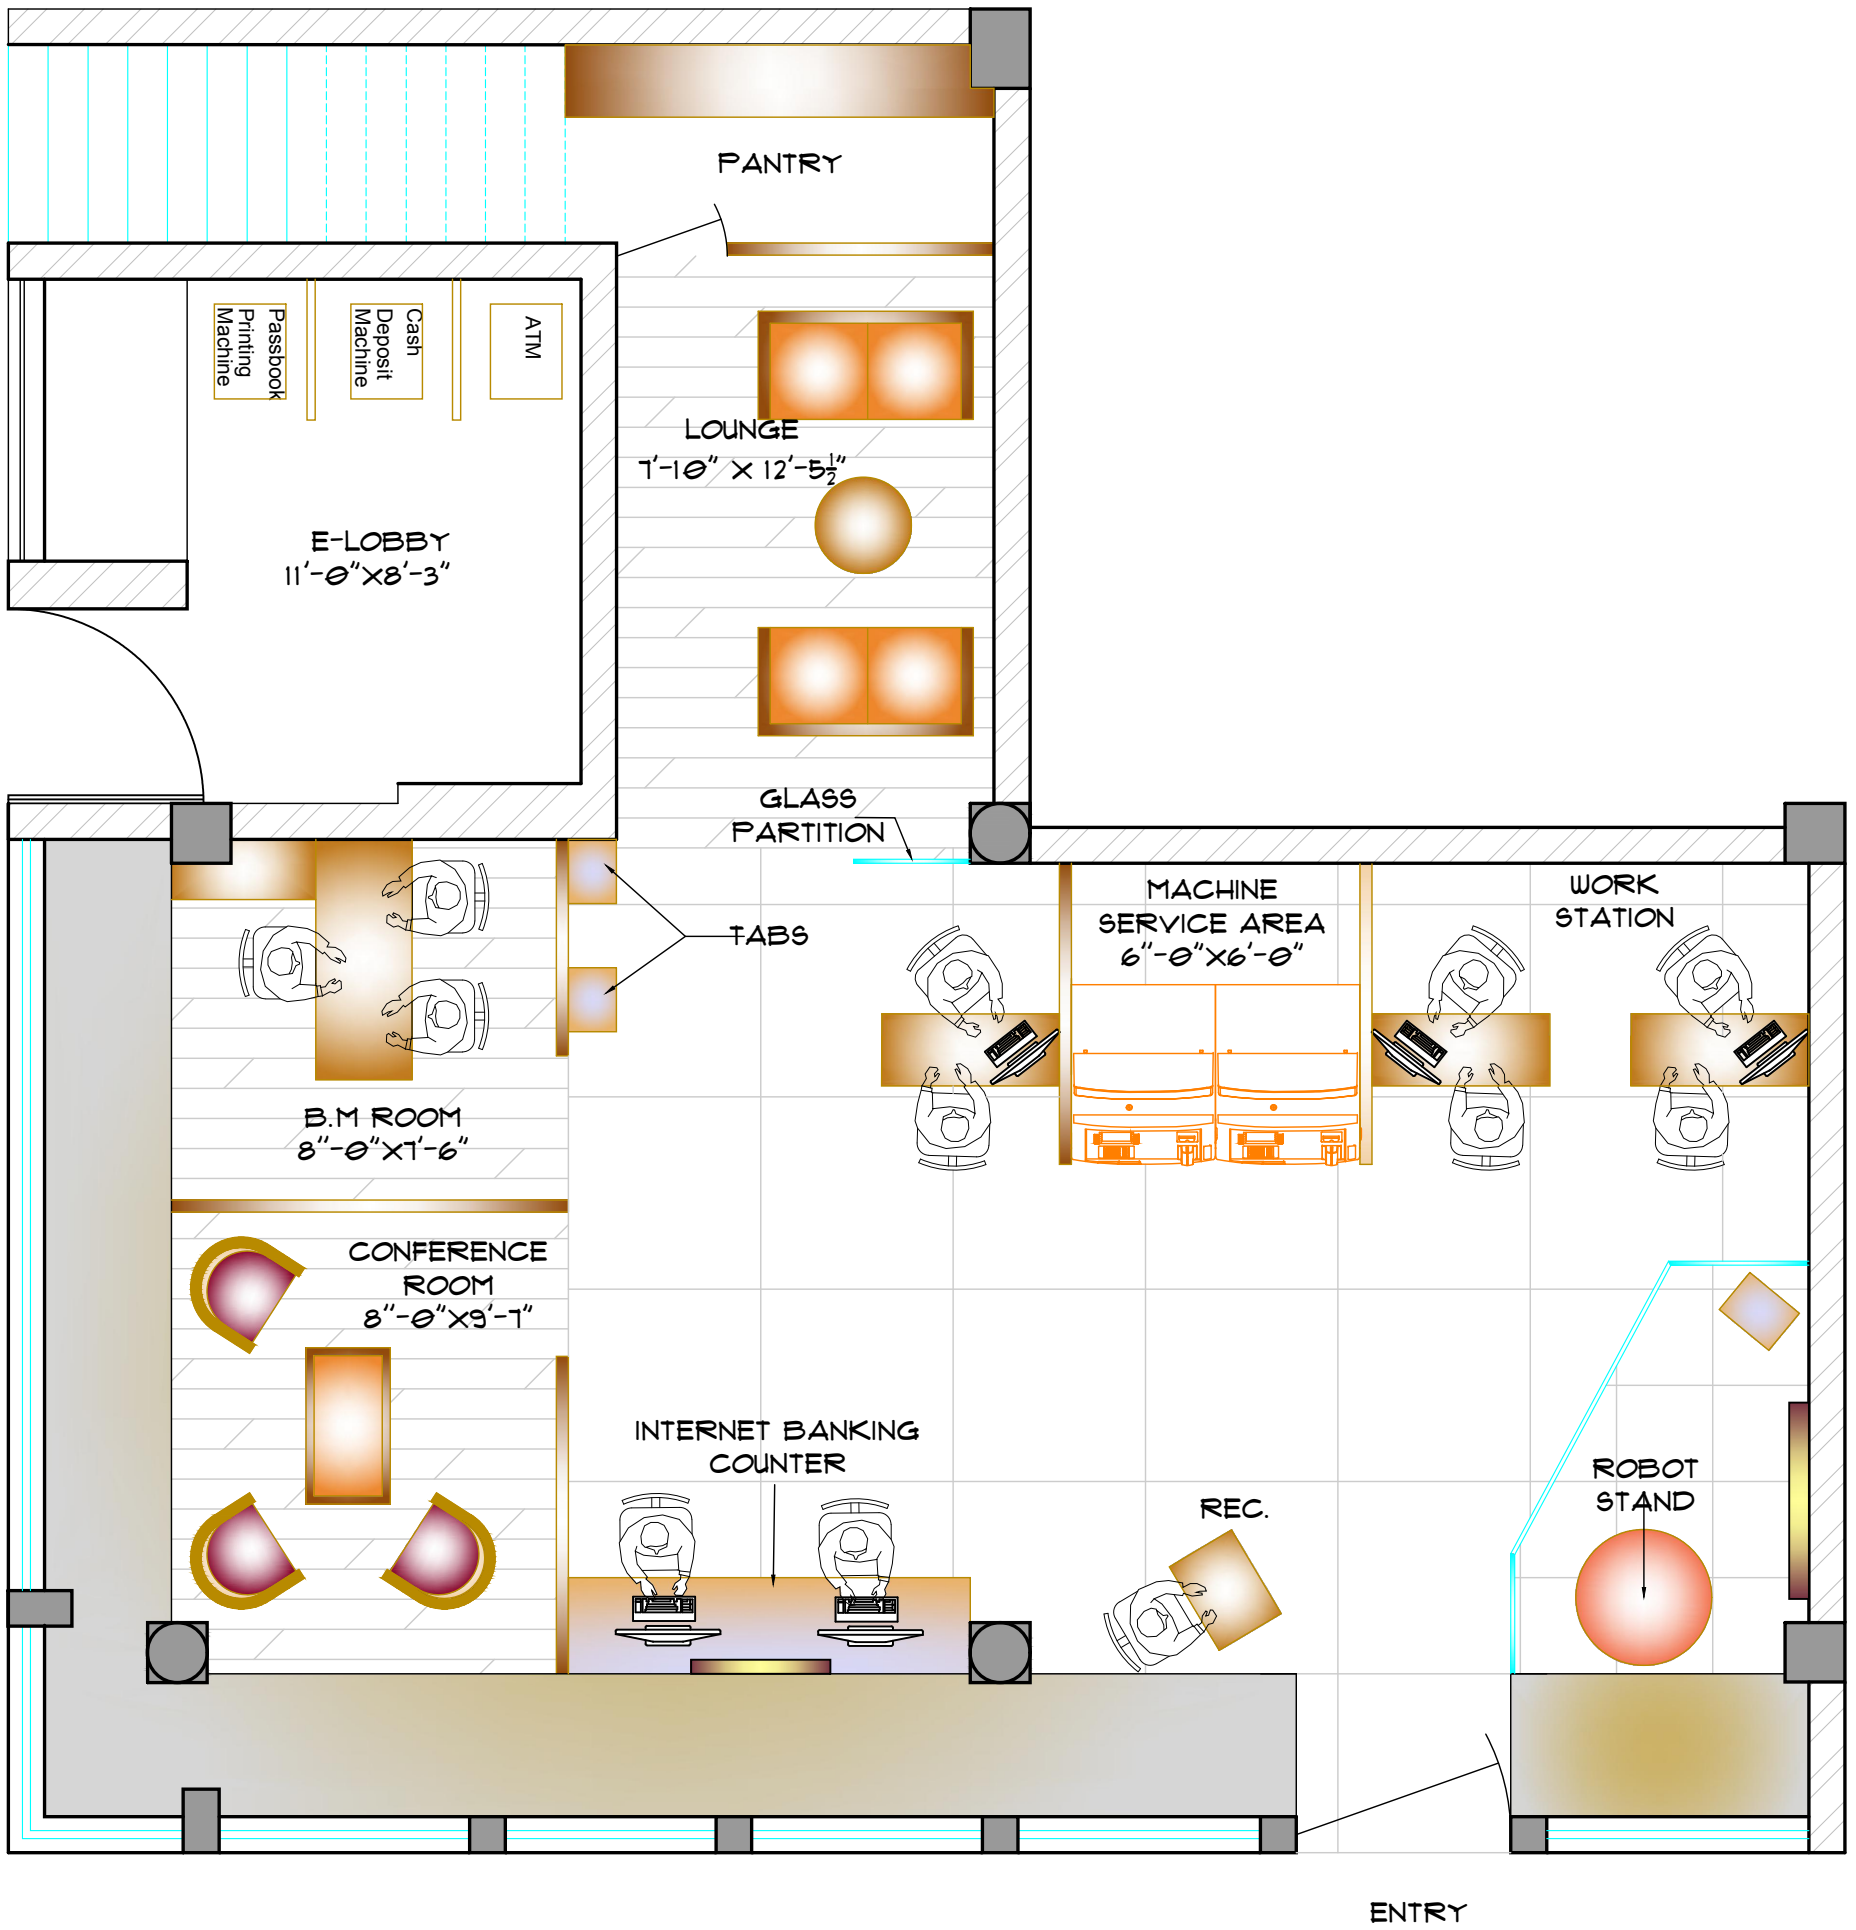 PANTRY
Passbook
Printing
Machine
Cash
Deposit
Machine
ATM
LOUNGE
7'-10" X 12'-5½"
E-LOBBY
11'-0"X8'-3"
GLASS
PARTITION
MACHINE
SERVICE AREA
6"-0"X6'-0"
WORK
STATION
TABS
B.M ROOM
8"-0"X7'-6"
CONFERENCE
ROOM
8"-0"X9'-7"
INTERNET BANKING
COUNTER
REC.
ROBOT
STAND
ENTRY